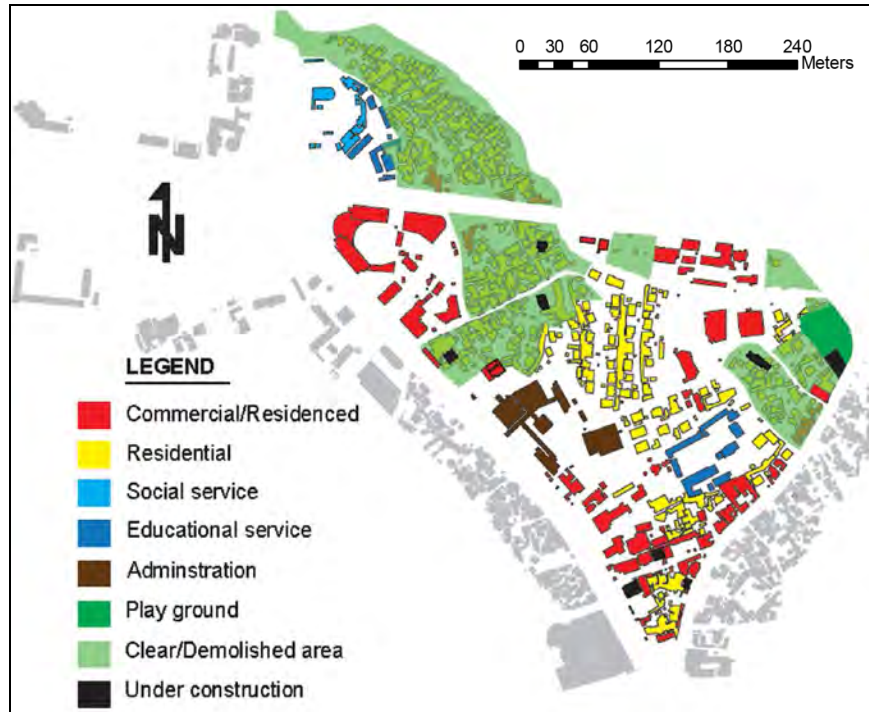 0 30 60 120 180 240
Meters
N
LEGEND
Commercial/Residenced
Residential
Social service
Educational service
Adminstration
Play ground
Clear/Demolished area
Under construction